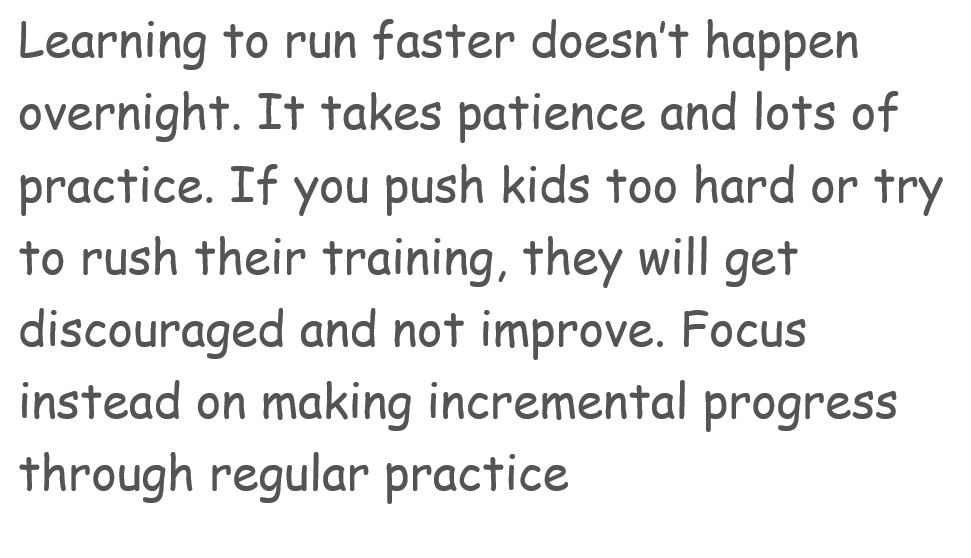 Learning to run faster doesn't happen
overnight. It takes patience and lots of
practice. If you push kids too hard or try
to rush their training, they will get
discouraged and not improve. Focus
instead on making incremental progress
through regular practice